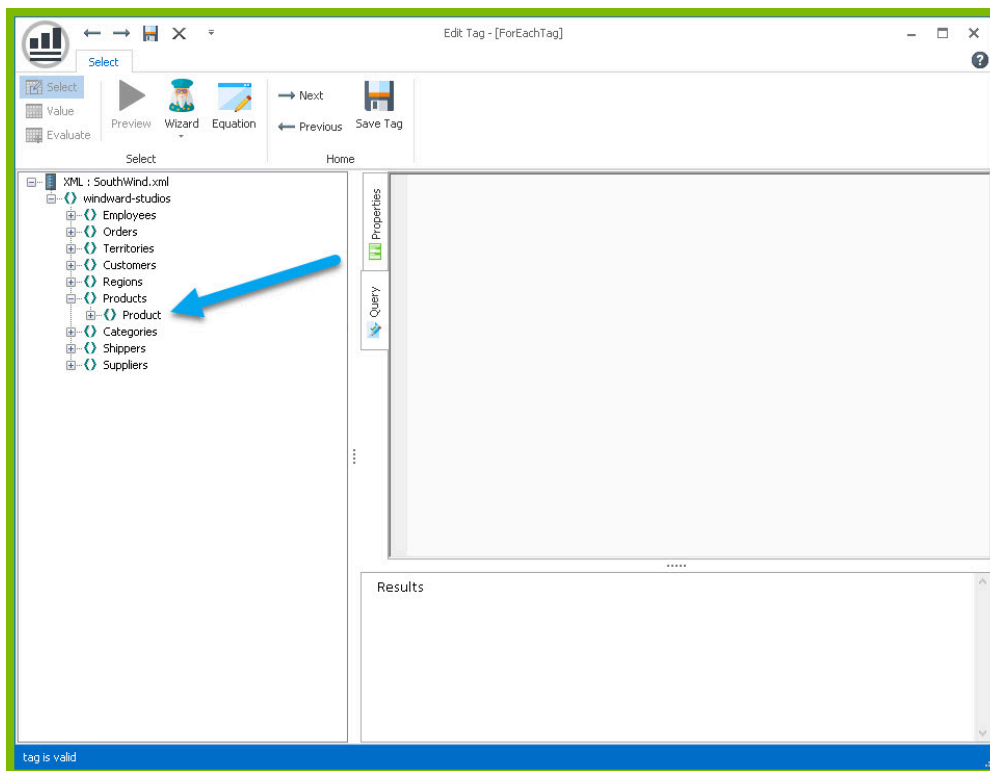 Edit Tag - [ForEachTag]
Select
Select
Value
Evaluate
Preview
Wizard
Equation
Next
Previous
Save Tag
Select
Home
XML : SouthWind.xml
windward-studios
Employees
Orders
Territories
Customers
Regions
Products
Product
Categories
Shippers
Suppliers
Properties
Query
Results
tag is valid